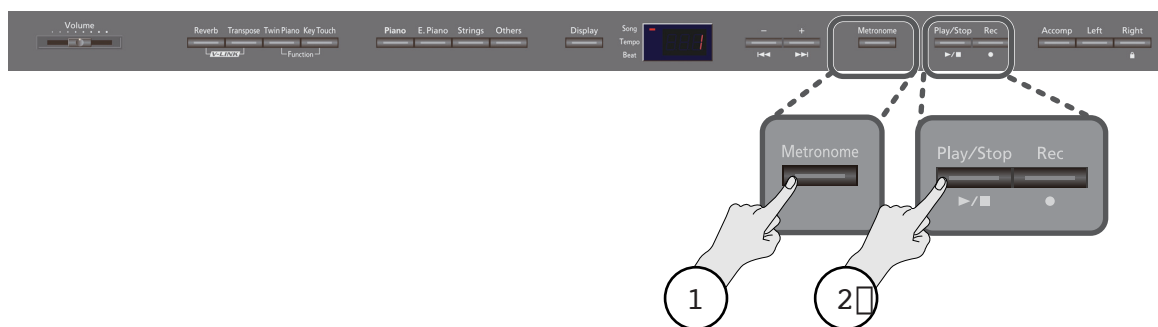 Volume
Reverb Transpose Twin Piano Key Touch
V-LINK
Function
Piano E. Piano Strings Others
Display
Song
Tempo
Beat
1
− +
Metronome
Play/Stop Rec
Accomp Left Right
Metronome
Play/Stop Rec
1
2